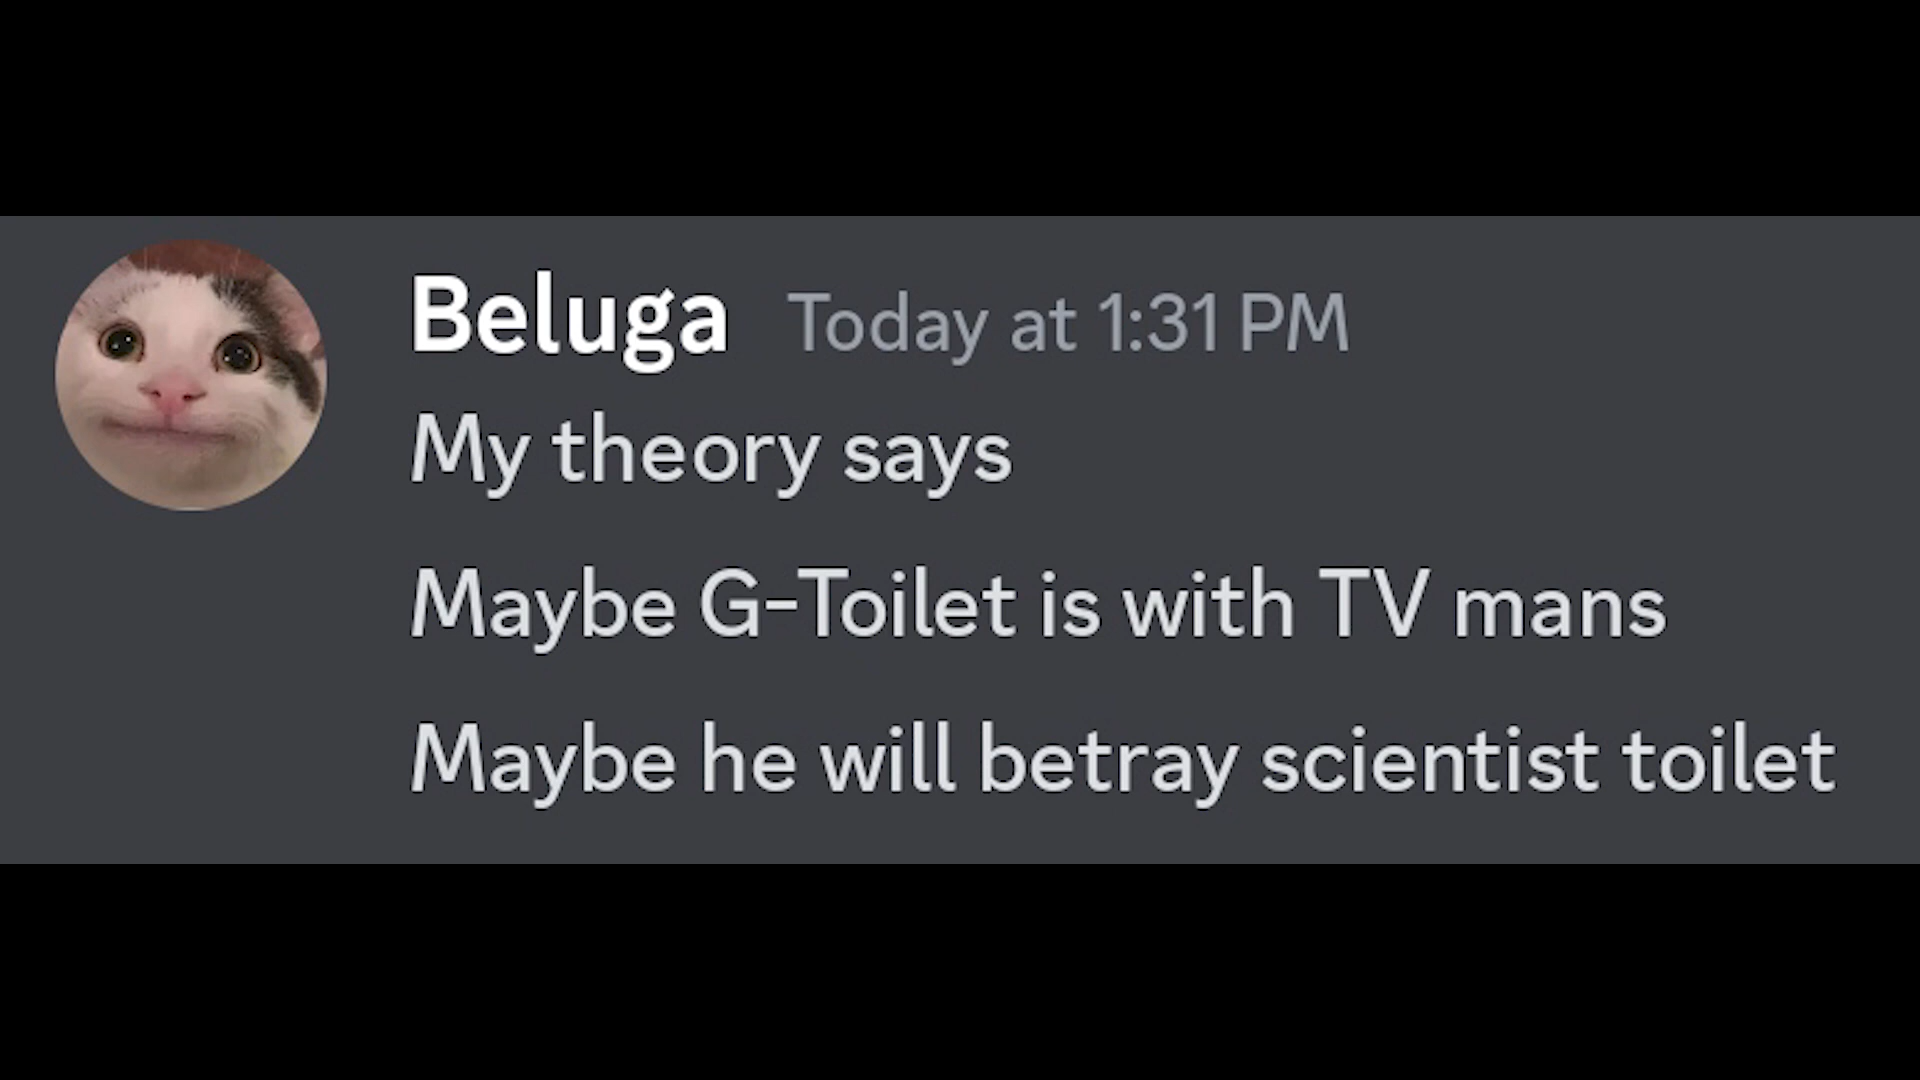 Beluga Today at 1:31 PM
My theory says
Maybe G-Toilet is with TV mans
Maybe he will betray scientist toilet